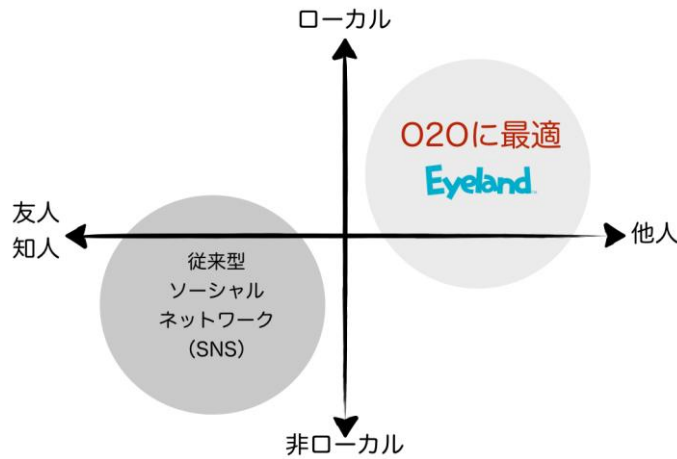 ローカル
O2Oに最適
Eyeland™
友人
知人
他人
従来型
ソーシャル
ネットワーク
（SNS）
非ローカル